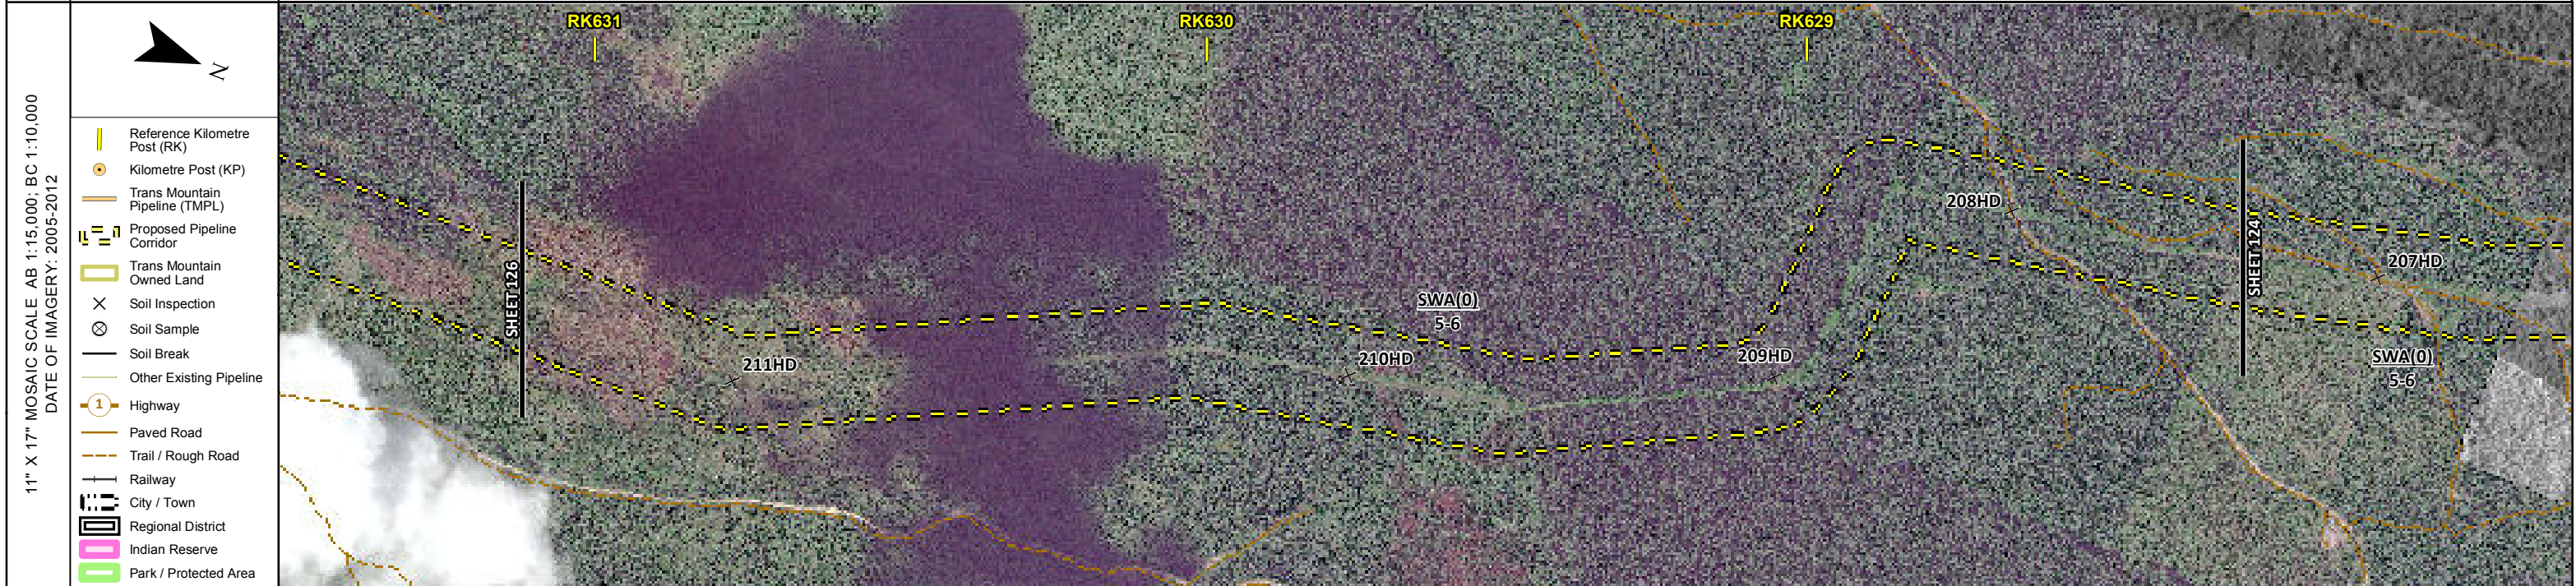 11" X 17" MOSAIC SCALE AB 1:15,000; BC 1:10,000
DATE OF IMAGERY: 2005-2012
N
Reference Kilometre
Post (RK)
Kilometre Post (KP)
Trans Mountain
Pipeline (TMPL)
Proposed Pipeline
Corridor
Trans Mountain
Owned Land
Soil Inspection
Soil Sample
Soil Break
Other Existing Pipeline
1 Highway
Paved Road
Trail / Rough Road
Railway
City / Town
Regional District
Indian Reserve
Park / Protected Area
RK631
RK630
RK629
SHEET 126
211HD
210HD
SWA(0)
5-6
209HD
208HD
SHEET 124
207HD
SWA(0)
5-6